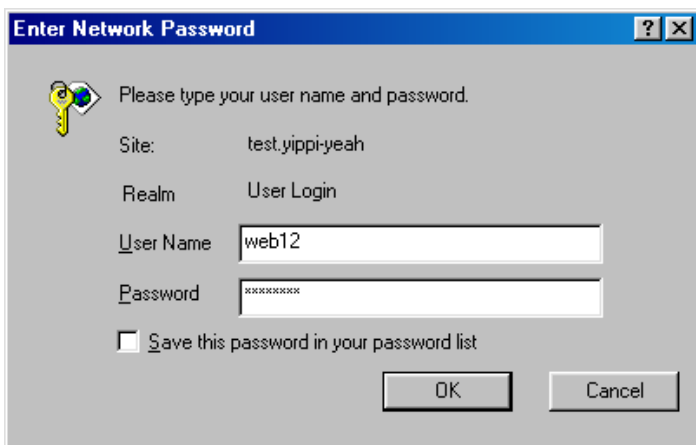 Enter Network Password
Please type your user name and password.
Site: test.yippi-yeah
Realm User Login
User Name web12
Password ********
Save this password in your password list
OK Cancel